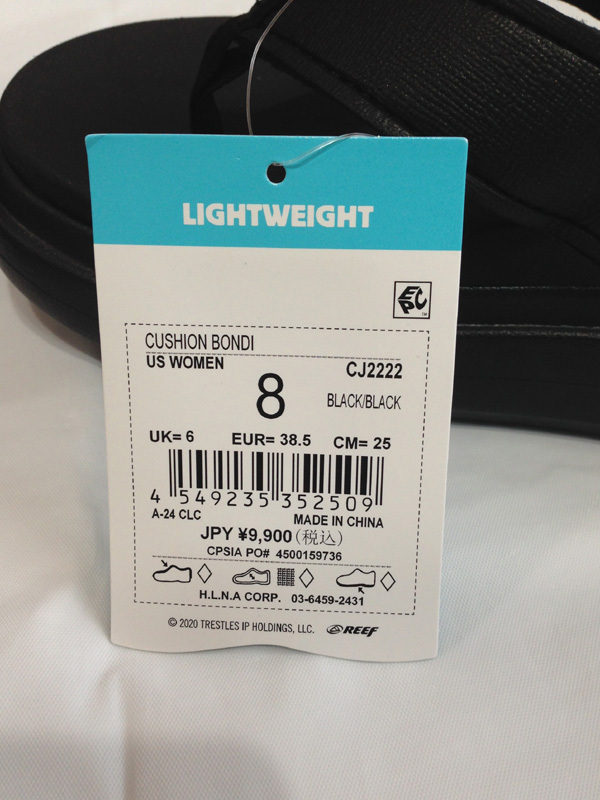 LIGHTWEIGHT
EPC
TM
CUSHION BONDI
US WOMEN
CJ2222
8
BLACK/BLACK
UK= 6 EUR= 38.5 CM= 25
4 549235 352509
A-24 CLC
MADE IN CHINA
JPY ¥9,900(税込)
CPSIA PO# 4500159736
H.L.N.A CORP. 03-6459-2431
© 2020 TRESTLES IP HOLDINGS, LLC. REEF